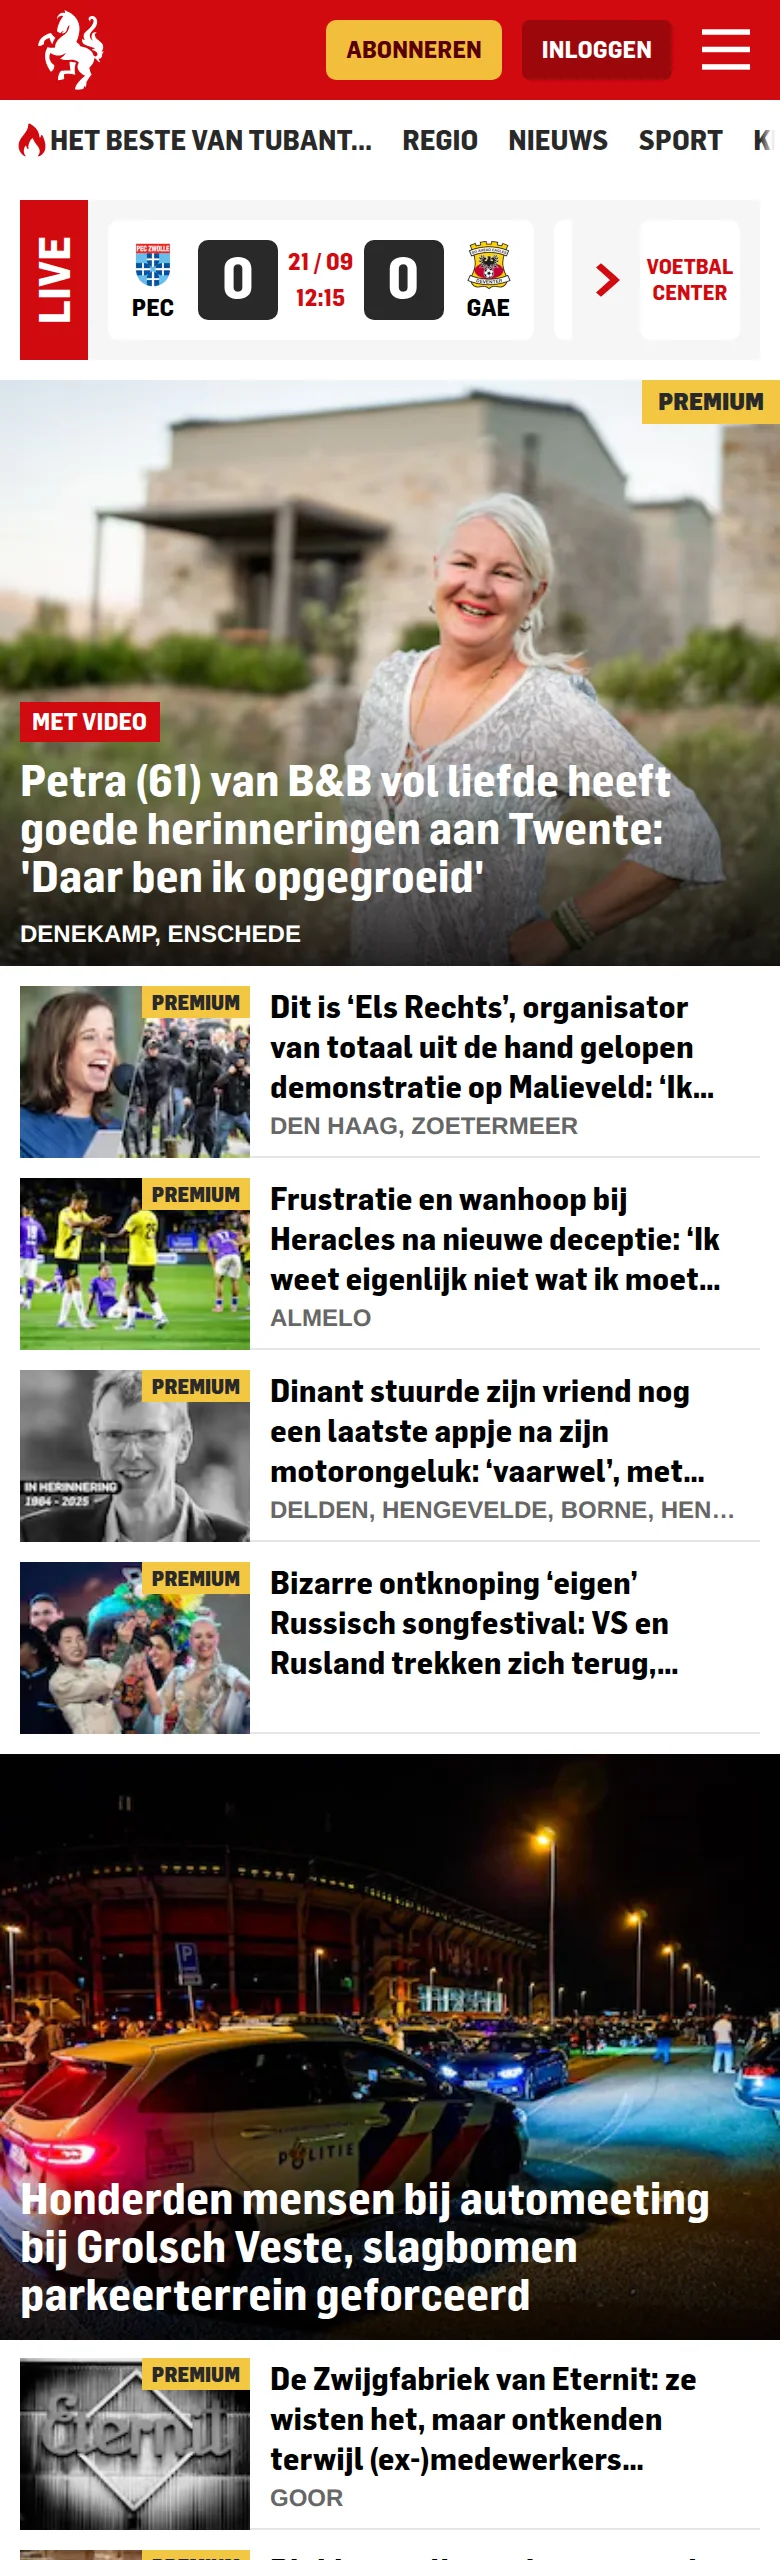 ABONNEREN
INLOGGEN
HET BESTE VAN TUBANT... REGIO NIEUWS SPORT
LIVE
PEC ZWOLLE
PEC
0
21 / 09
12:15
0
GAE
VOETBAL
CENTER
PREMIUM
MET VIDEO
Petra (61) van B&B vol liefde heeft
goede herinneringen aan Twente:
'Daar ben ik opgegroeid'
DENEKAMP, ENSCHEDE
PREMIUM
Dit is ‘Els Rechts’, organisator
van totaal uit de hand gelopen
demonstratie op Malieveld: ‘Ik...
DEN HAAG, ZOETERMEER
PREMIUM
Frustratie en wanhoop bij
Heracles na nieuwe deceptie: ‘Ik
weet eigenlijk niet wat ik moet...
ALMELO
PREMIUM
IN HERINNERING
1964 - 2025
Dinant stuurde zijn vriend nog
een laatste appje na zijn
motorongeluk: ‘vaarwel’, met...
DELDEN, HENGEVELDE, BORNE, HEN...
PREMIUM
Bizarre ontknoping ‘eigen’
Russisch songfestival: VS en
Rusland trekken zich terug,...
P
POLITIE
Honderden mensen bij automeeting
bij Grolsch Veste, slagbomen
parkeerterrein geforceerd
PREMIUM
Eternit
De Zwijgfabriek van Eternit: ze
wisten het, maar ontkenden
terwijl (ex-)medewerkers...
GOOR